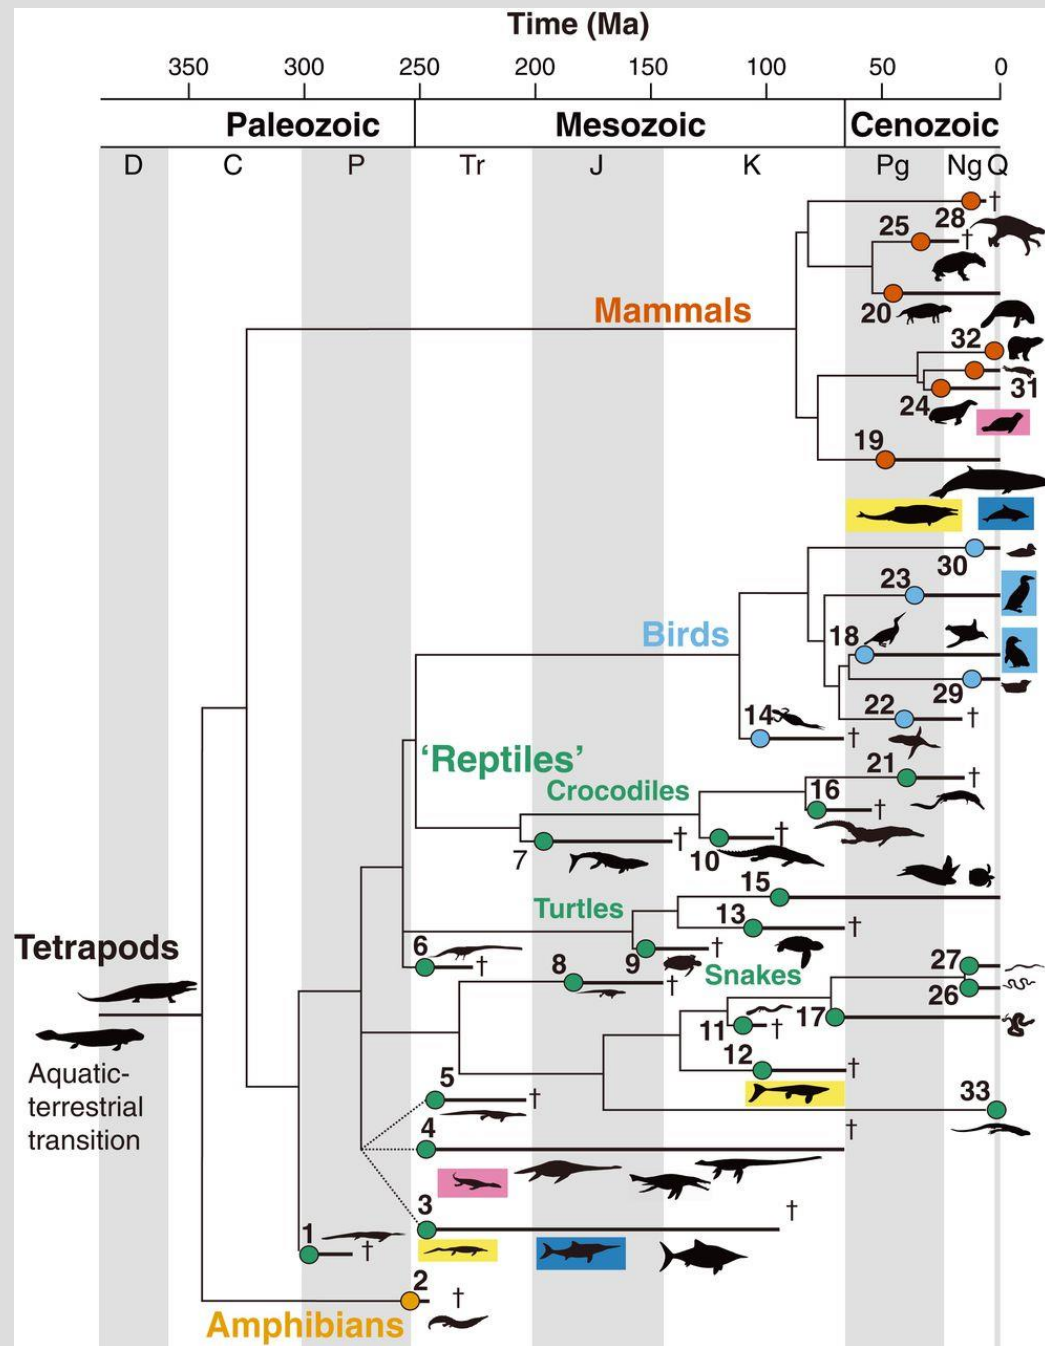 Time (Ma)
350 300 250 200 150 100 50 0
Paleozoic Mesozoic Cenozoic
D C P Tr J K Pg Ng Q
28 †
25 †
Mammals
20
32
31
24
19
30
23
Birds
18
29
22 †
14 †
'Reptiles'
21 †
Crocodiles
16 †
7 † 10 †
15
Turtles
13 †
Tetrapods
6 † 9 †
8 †
Snakes
27
26
11 † 17
12 †
Aquatic-
terrestrial
transition
5 †
33
4 †
3 †
1 †
2 †
Amphibians